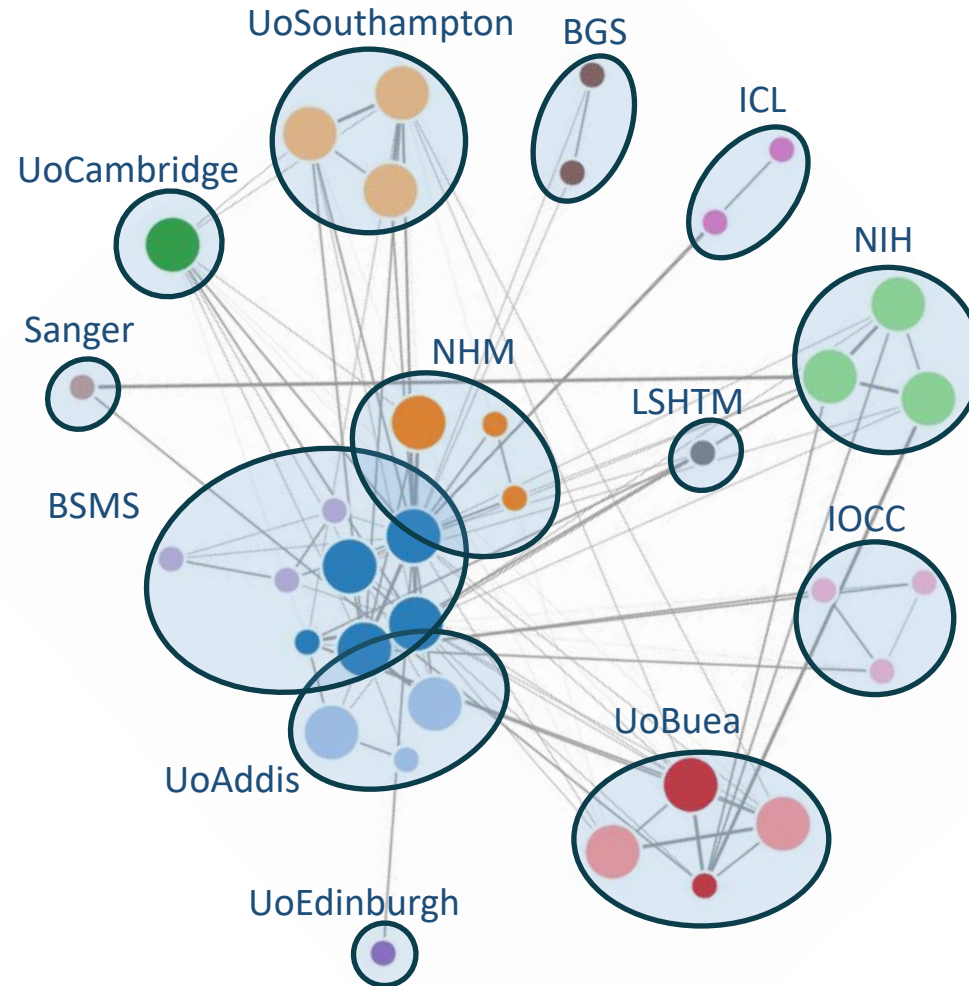 UoSouthampton
BGS
ICL
UoCambridge
NIH
Sanger
NHM
LSHTM
BSMS
IOCC
UoBuea
UoAddis
UoEdinburgh